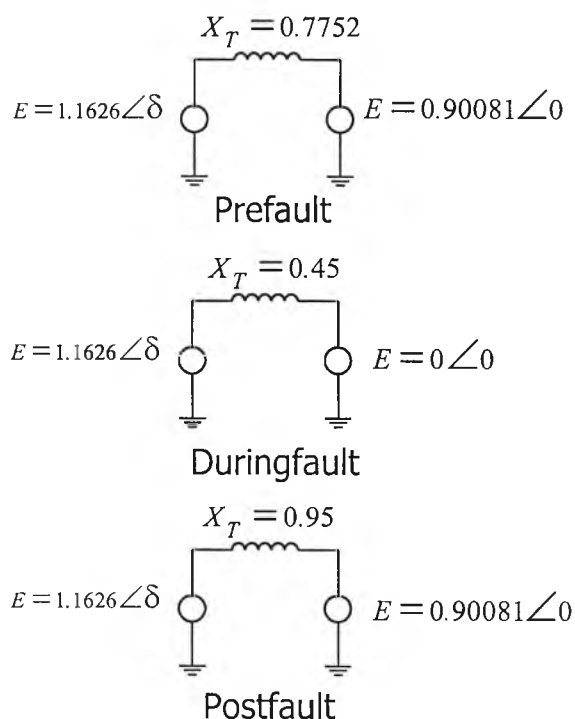 X_T = 0.7752
E = 1.1626∠δ
E = 0.90081∠0
Prefault
X_T = 0.45
E = 1.1626∠δ
E = 0∠0
Duringfault
X_T = 0.95
E = 1.1626∠δ
E = 0.90081∠0
Postfault